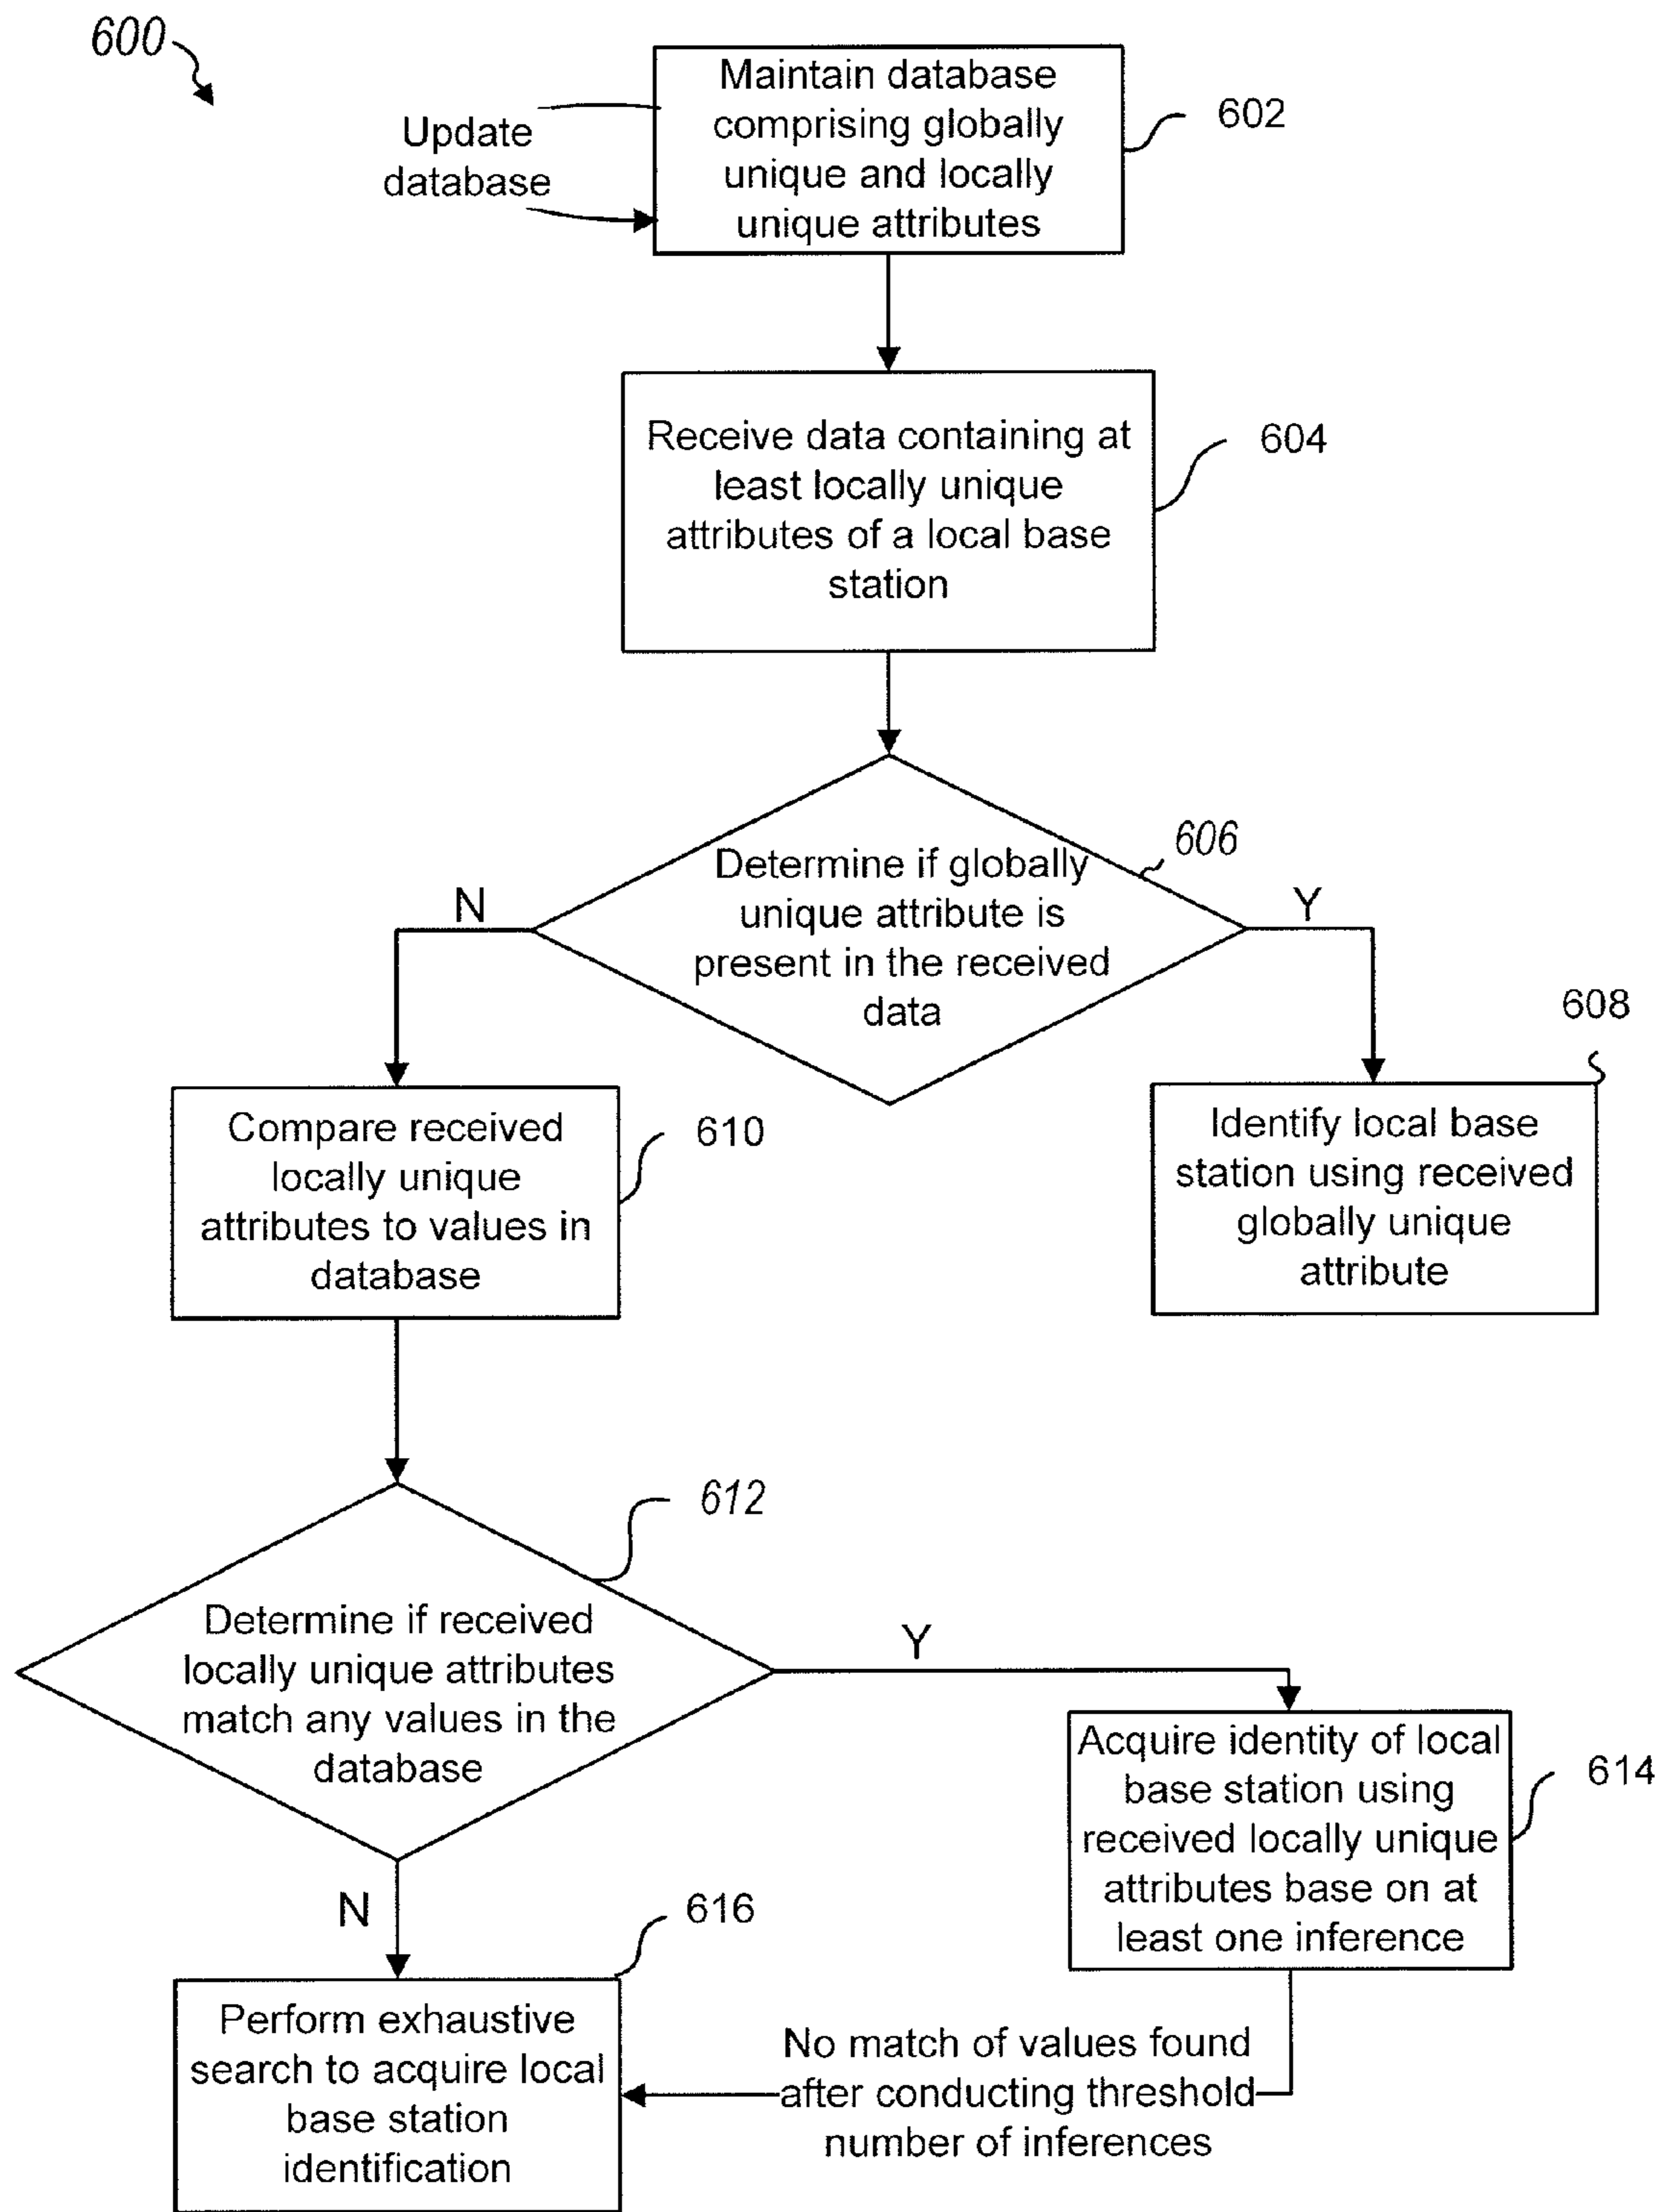 600
Maintain database
comprising globally
unique and locally
unique attributes
602
Update
database
Receive data containing at
least locally unique
attributes of a local base
station
604
Determine if globally
unique attribute is
present in the received
data
606
N
Y
608
Identify local base
station using received
globally unique
attribute
Compare received
locally unique
attributes to values in
database
610
612
Determine if received
locally unique attributes
match any values in the
database
Y
N
Acquire identity of local
base station using
received locally unique
attributes base on at
least one inference
614
616
Perform exhaustive
search to acquire local
base station
identification
No match of values found
after conducting threshold
number of inferences